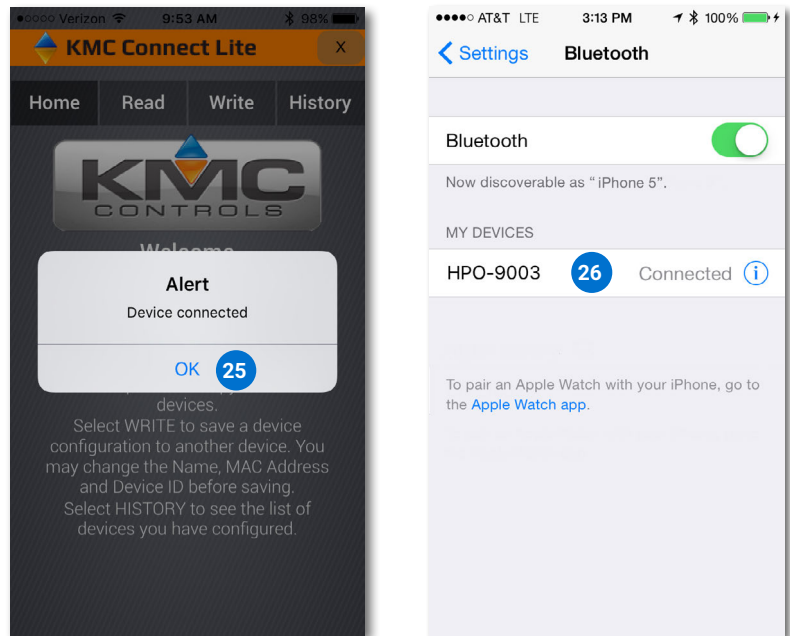 ●○○○○ Verizon 9:53 AM 98%
KMC Connect Lite X
Home Read Write History
KMC
CONTROLS
Welcome
Alert
Device connected
OK 25
devices.
Select WRITE to save a device
configuration to another device. You
may change the Name, MAC Address
and Device ID before saving.
Select HISTORY to see the list of
devices you have configured.
●●●●○ AT&T LTE 3:13 PM 100%
Settings Bluetooth
Bluetooth
Now discoverable as “iPhone 5”.
MY DEVICES
HPO-9003 26 Connected i
To pair an Apple Watch with your iPhone, go to
the Apple Watch app.